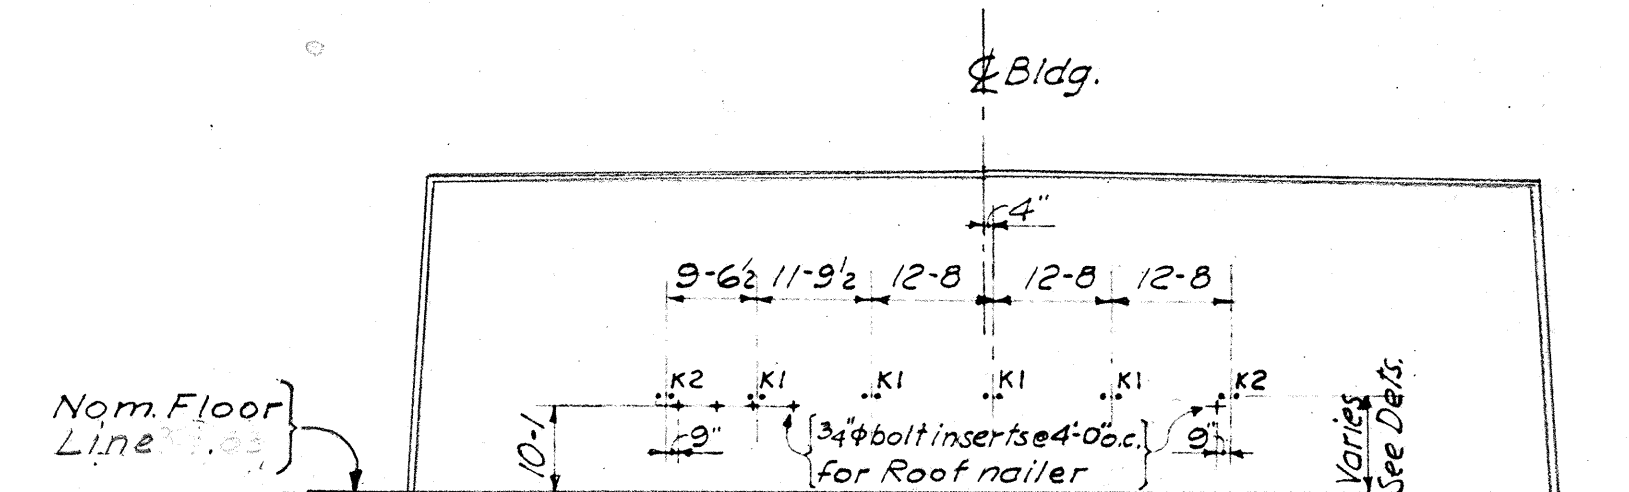 ℄ Bldg.
4"
9-6½ 11-9½ 12-8 12-8 12-8
K2 K1 K1 K1 K1 K2
Nom. Floor
Line
10-1
9"
¾"φ bolt inserts @ 4'-0" o.c.
for Roof nailer
9"
Varies
See Dets.